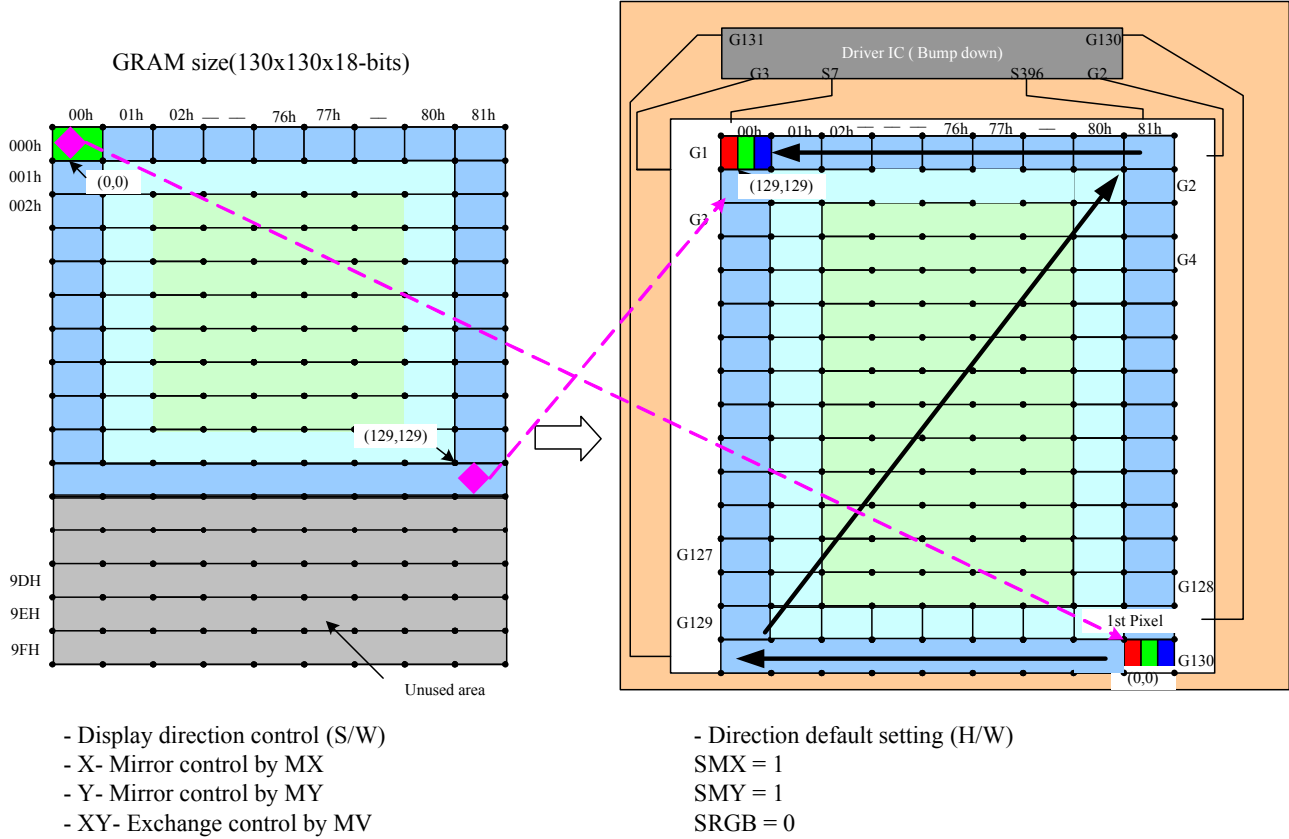 GRAM size(130x130x18-bits)
00h 01h 02h — — 76h 77h — 80h 81h
000h
001h
002h
(0,0)
(129,129)
9DH
9EH
9FH
Unused area
- Display direction control (S/W)
- X- Mirror control by MX
- Y- Mirror control by MY
- XY- Exchange control by MV
G131 Driver IC ( Bump down) G130
G3 S7 S396 G2
00h 01h 02h — — — 76h 77h — 80h 81h
G1
(129,129)
G2
G3
G4
G127
G128
G129
1st Pixel
G130
(0,0)
- Direction default setting (H/W)
SMX = 1
SMY = 1
SRGB = 0